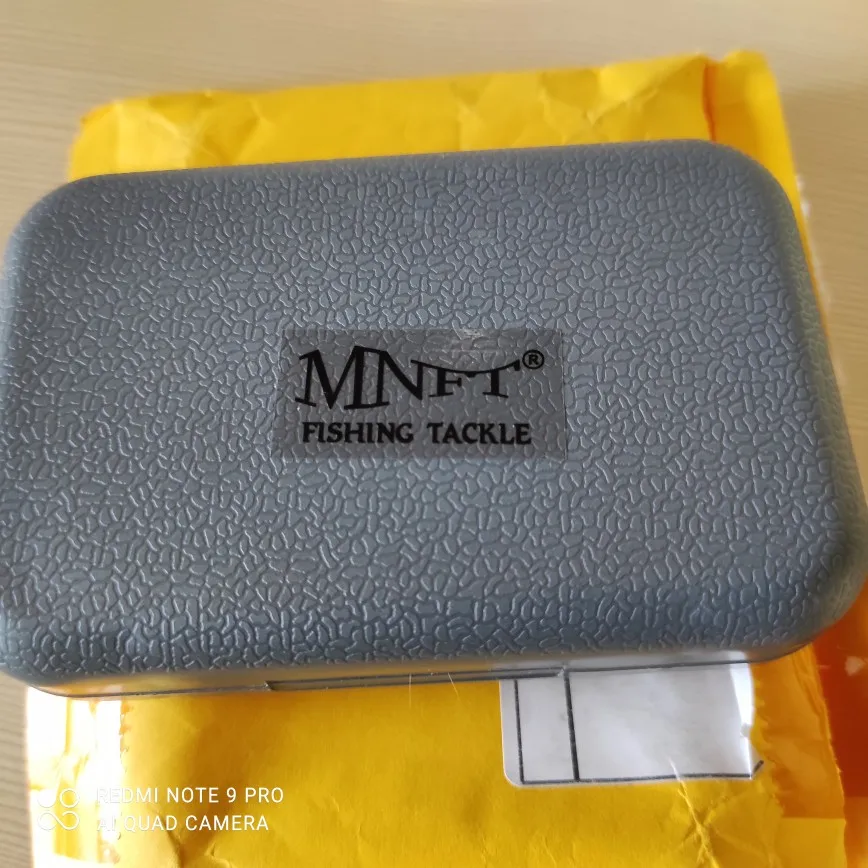 MNFT®
FISHING TACKLE
REDMI NOTE 9 PRO
AI QUAD CAMERA